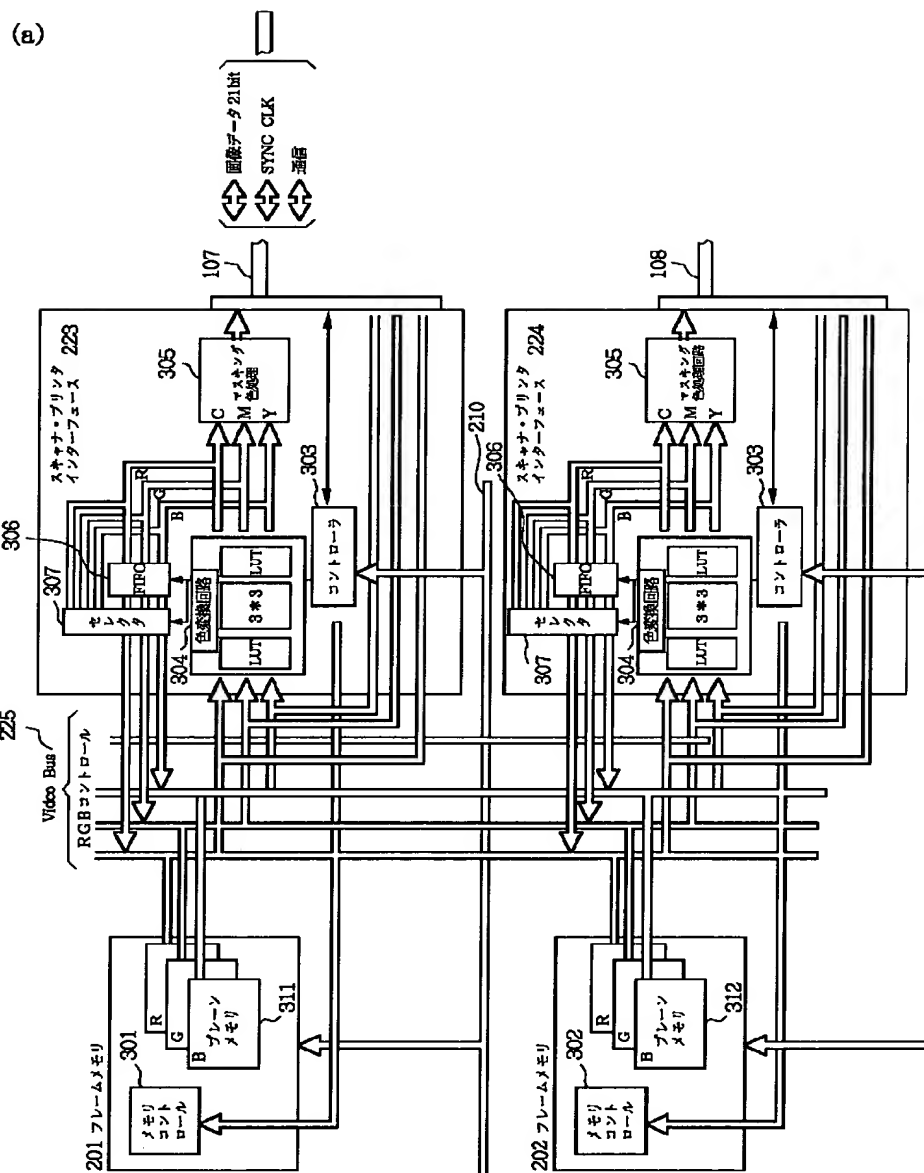 (a)
画像データ 21bit
SYNC CLK
通信
107
スキャナ・プリンタ
インターフェース 223
305
マスキング
色処理
C
M
Y
R
G
B
306
307
FIFO
セレクタ
304
色変換回路
LUT
3*3
LUT
303
コントローラ
225
Video Bus
RGBコントロール
201 フレームメモリ
301
メモリ
コント
ロール
R
G
B
プレーン
メモリ
311
210
108
スキャナ・プリンタ
インターフェース 224
305
マスキング
色処理回路
C
M
Y
R
G
B
306
307
FIFO
セレクタ
304
色変換回路
LUT
3*3
LUT
303
コントローラ
202 フレームメモリ
302
メモリ
コント
ロール
R
G
B
プレーン
メモリ
312